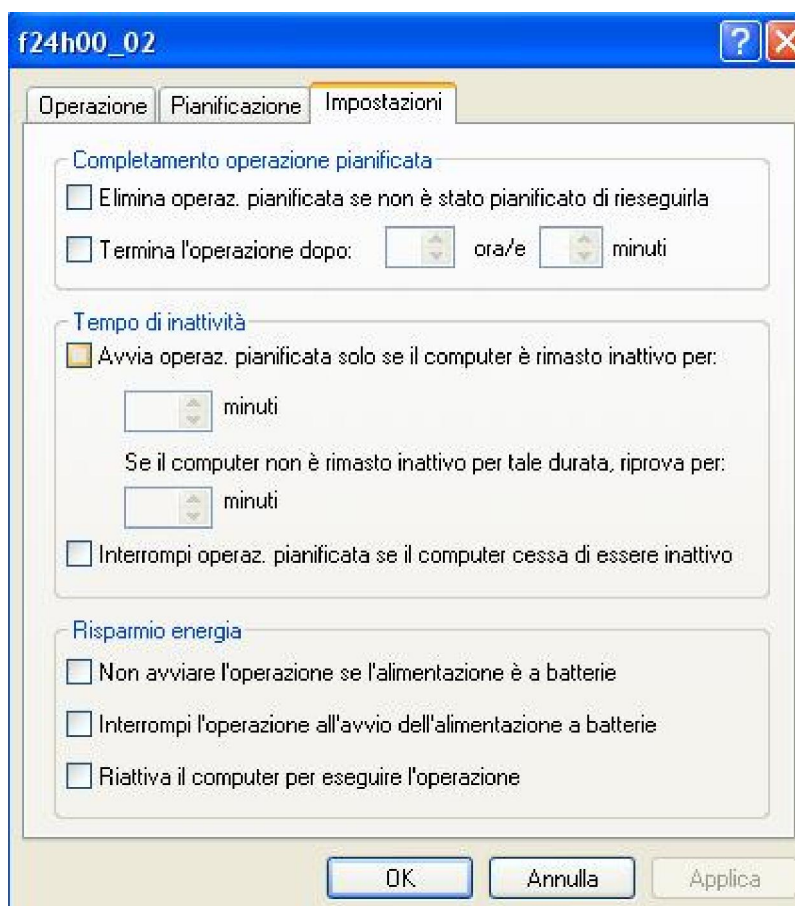 f24h00_02
Operazione Pianificazione Impostazioni
Completamento operazione pianificata
Elimina operaz. pianificata se non è stato pianificato di rieseguirla
Termina l'operazione dopo: ora/e minuti
Tempo di inattività
Avvia operaz. pianificata solo se il computer è rimasto inattivo per:
minuti
Se il computer non è rimasto inattivo per tale durata, riprova per:
minuti
Interrompi operaz. pianificata se il computer cessa di essere inattivo
Risparmio energia
Non avviare l'operazione se l'alimentazione è a batterie
Interrompi l'operazione all'avvio dell'alimentazione a batterie
Riattiva il computer per eseguire l'operazione
OK Annulla Applica